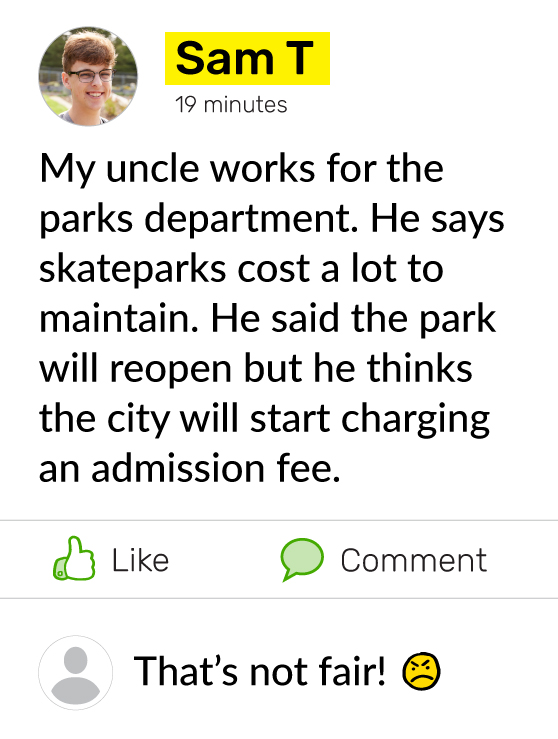 Sam T
19 minutes
My uncle works for the
parks department. He says
skateparks cost a lot to
maintain. He said the park
will reopen but he thinks
the city will start charging
an admission fee.
Like
Comment
That's not fair!